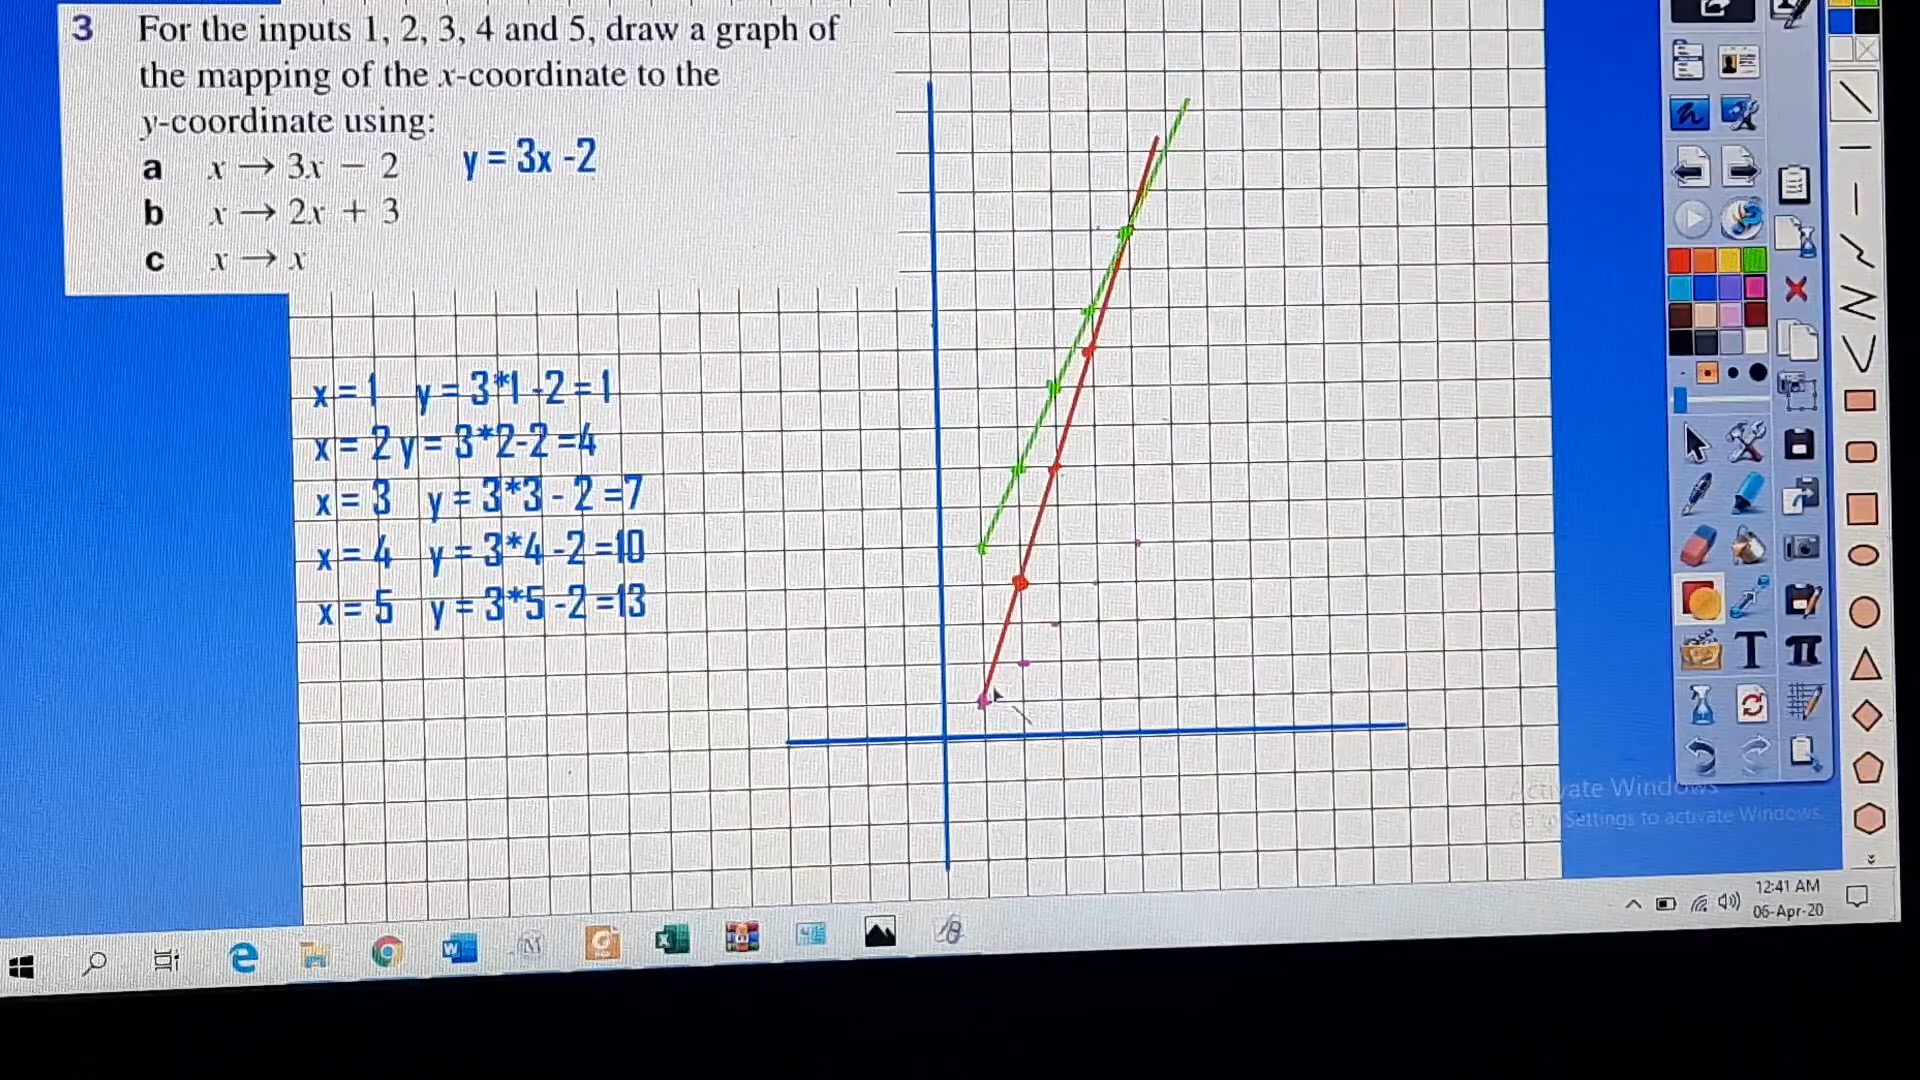 3 For the inputs 1, 2, 3, 4 and 5, draw a graph of
the mapping of the x-coordinate to the
y-coordinate using:
a x → 3x − 2 y = 3x -2
b x → 2x + 3
c x → x
x = 1 y = 3*1 -2 = 1
x = 2 y = 3*2-2 =4
x = 3 y = 3*3 - 2 =7
x = 4 y = 3*4 -2 =10
x = 5 y = 3*5 -2 =13
T π
Activate Windows
Settings to activate Windows.
12:41 AM
06-Apr-20